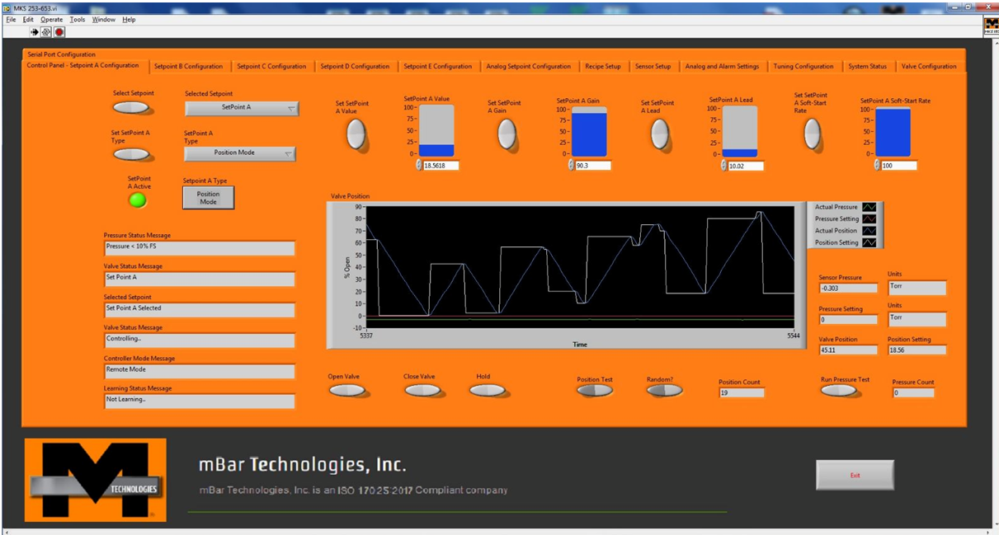 MKS 253-653.vi
File Edit Operate Tools Window Help
Serial Port Configuration
Control Panel - Setpoint A Configuration Setpoint B Configuration Setpoint C Configuration Setpoint D Configuration Setpoint E Configuration Analog Setpoint Configuration Recipe Setup Sensor Setup Analog and Alarm Settings Tuning Configuration System Status Valve Configuration
Select Setpoint
Selected Setpoint
SetPoint A
Set SetPoint A
Type
SetPoint A
Type
Position Mode
SetPoint
A Active
Setpoint A Type
Position
Mode
Set SetPoint
A Value
SetPoint A Value
100
75
50
25
0
18.5618
Set SetPoint
A Gain
SetPoint A Gain
100
75
50
25
0
90.3
Set SetPoint
A Lead
SetPoint A Lead
100
75
50
25
0
10.02
Set SetPoint
A Soft-Start
Rate
SetPoint A Soft-Start Rate
100
75
50
25
0
100
Pressure Status Message
Pressure < 10% FS
Valve Status Message
Set Point A
Selected Setpoint
Set Point A Selected
Valve Status Message
Controlling..
Controller Mode Message
Remote Mode
Learning Status Message
Not Learning..
Valve Position
% Open
90
80
70
60
50
40
30
20
10
0
-10
5337
5544
Time
Actual Pressure
Pressure Setting
Actual Position
Position Setting
Sensor Pressure
-0.303
Units
Torr
Pressure Setting
0
Units
Torr
Valve Position
45.11
Position Setting
18.56
Open Valve
Close Valve
Hold
Position Test
Random?
Position Count
19
Run Pressure Test
Pressure Count
0
M
TECHNOLOGIES
mBar Technologies, Inc.
mBar Technologies, Inc. is an ISO 17025:2017 Compliant company
Exit